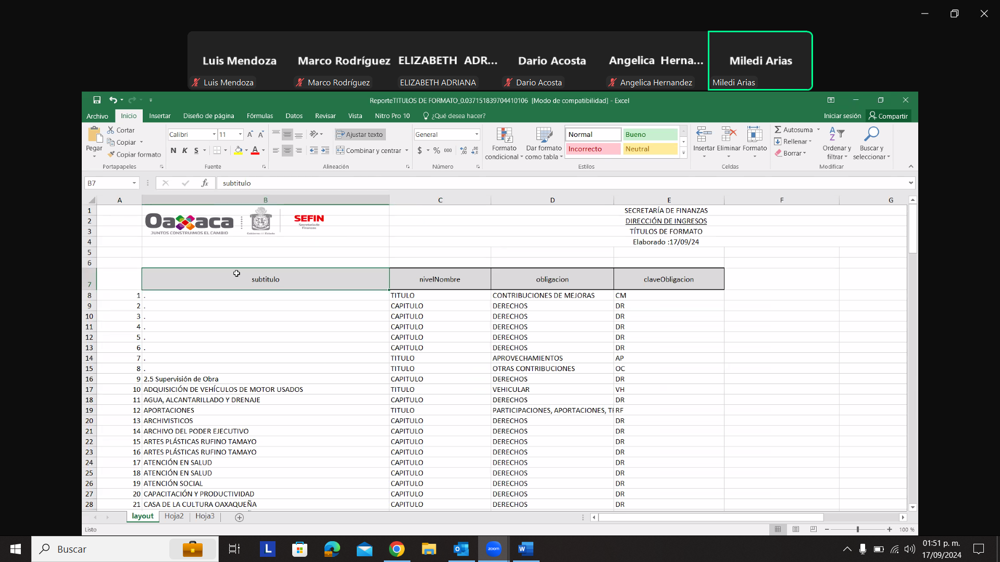 Luis Mendoza Marco Rodríguez ELIZABETH ADR... Dario Acosta Angelica Herna... Miledi Arias
Luis Mendoza Marco Rodríguez ELIZABETH ADRIANA Dario Acosta Angelica Hernandez Miledi Arias
ReporteTITULOS DE FORMATO_0.037151839704410106 [Modo de compatibilidad] - Excel
Archivo Inicio Insertar Diseño de página Fórmulas Datos Revisar Vista Nitro Pro 10 ¿Qué desea hacer? Iniciar sesión Compartir
Pegar Cortar Copiar Copiar formato
Portapapeles
Calibri 11
N K S A
Fuente
Ajustar texto
Combinar y centrar
Alineación
General
$ % 000
Número
Formato condicional Dar formato como tabla
Normal Bueno
Incorrecto Neutral
Estilos
Insertar Eliminar Formato
Celdas
Autosuma
Rellenar
Borrar
Ordenar y filtrar Buscar y seleccionar
Modificar
B7 fx subtitulo
A B C D E F G
1 SECRETARÍA DE FINANZAS
2 DIRECCIÓN DE INGRESOS
3 TÍTULOS DE FORMATO
4 Elaborado :17/09/24
Oaxaca
JUNTOS CONSTRUIMOS EL CAMBIO
Gobierno del Estado
SEFIN
Secretaría de
Finanzas
5
6
7 subtitulo nivelNombre obligacion claveObligacion
8 1 . TITULO CONTRIBUCIONES DE MEJORAS CM
9 2 . CAPITULO DERECHOS DR
10 3 . CAPITULO DERECHOS DR
11 4 . CAPITULO DERECHOS DR
12 5 . CAPITULO DERECHOS DR
13 6 . CAPITULO DERECHOS DR
14 7 . TITULO APROVECHAMIENTOS AP
15 8 . TITULO OTRAS CONTRIBUCIONES OC
16 9 2.5 Supervisión de Obra CAPITULO DERECHOS DR
17 10 ADQUISICIÓN DE VEHÍCULOS DE MOTOR USADOS TITULO VEHICULAR VH
18 11 AGUA, ALCANTARILLADO Y DRENAJE CAPITULO DERECHOS DR
19 12 APORTACIONES TITULO PARTICIPACIONES, APORTACIONES, TF RF
20 13 ARCHIVISTICOS CAPITULO DERECHOS DR
21 14 ARCHIVO DEL PODER EJECUTIVO CAPITULO DERECHOS DR
22 15 ARTES PLÁSTICAS RUFINO TAMAYO CAPITULO DERECHOS DR
23 16 ARTES PLÁSTICAS RUFINO TAMAYO CAPITULO DERECHOS DR
24 17 ATENCIÓN EN SALUD CAPITULO DERECHOS DR
25 18 ATENCIÓN EN SALUD CAPITULO DERECHOS DR
26 19 ATENCIÓN SOCIAL CAPITULO DERECHOS DR
27 20 CAPACITACIÓN Y PRODUCTIVIDAD CAPITULO DERECHOS DR
28 21 CASA DE LA CULTURA OAXAQUEÑA CAPITULO DERECHOS DR
layout Hoja2 Hoja3
Listo 100 %
Buscar L zoom 01:51 p. m.
17/09/2024